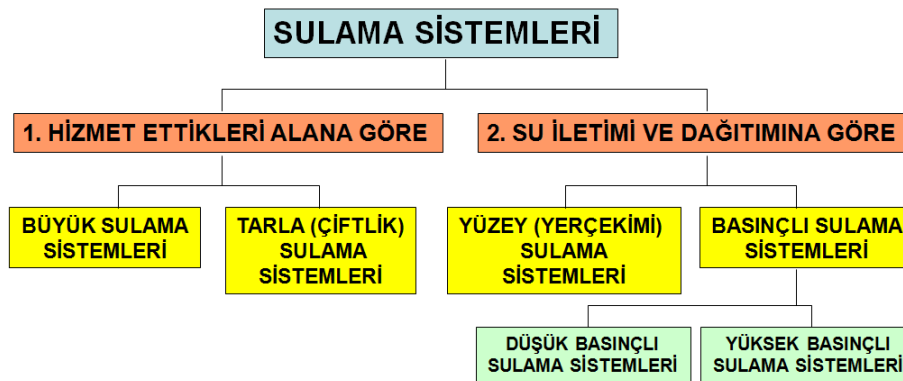 SULAMA SİSTEMLERİ
1. HİZMET ETTİKLERİ ALANA GÖRE
2. SU İLETİMİ VE DAĞITIMINA GÖRE
BÜYÜK SULAMA
SİSTEMLERİ
TARLA (ÇİFTLİK)
SULAMA
SİSTEMLERİ
YÜZEY (YERÇEKİMİ)
SULAMA
SİSTEMLERİ
BASINÇLI SULAMA
SİSTEMLERİ
DÜŞÜK BASINÇLI
SULAMA SİSTEMLERİ
YÜKSEK BASINÇLI
SULAMA SİSTEMLERİ